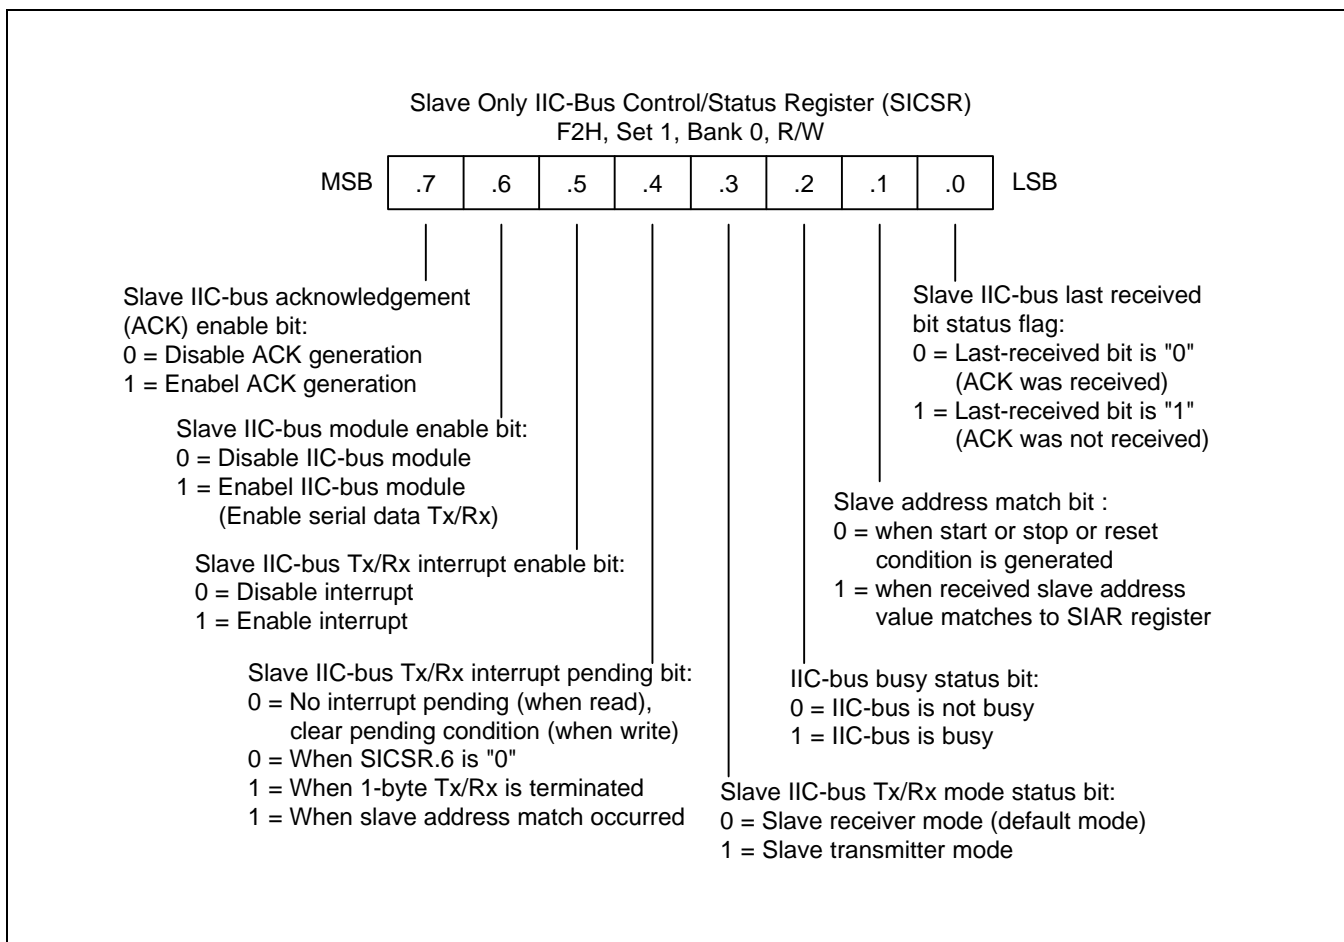 Slave Only IIC-Bus Control/Status Register (SICSR)
F2H, Set 1, Bank 0, R/W
MSB .7 .6 .5 .4 .3 .2 .1 .0 LSB
Slave IIC-bus acknowledgement
(ACK) enable bit:
0 = Disable ACK generation
1 = Enabel ACK generation
Slave IIC-bus module enable bit:
0 = Disable IIC-bus module
1 = Enabel IIC-bus module
(Enable serial data Tx/Rx)
Slave IIC-bus Tx/Rx interrupt enable bit:
0 = Disable interrupt
1 = Enable interrupt
Slave IIC-bus Tx/Rx interrupt pending bit:
0 = No interrupt pending (when read),
clear pending condition (when write)
0 = When SICSR.6 is "0"
1 = When 1-byte Tx/Rx is terminated
1 = When slave address match occurred
Slave IIC-bus last received
bit status flag:
0 = Last-received bit is "0"
(ACK was received)
1 = Last-received bit is "1"
(ACK was not received)
Slave address match bit :
0 = when start or stop or reset
condition is generated
1 = when received slave address
value matches to SIAR register
IIC-bus busy status bit:
0 = IIC-bus is not busy
1 = IIC-bus is busy
Slave IIC-bus Tx/Rx mode status bit:
0 = Slave receiver mode (default mode)
1 = Slave transmitter mode